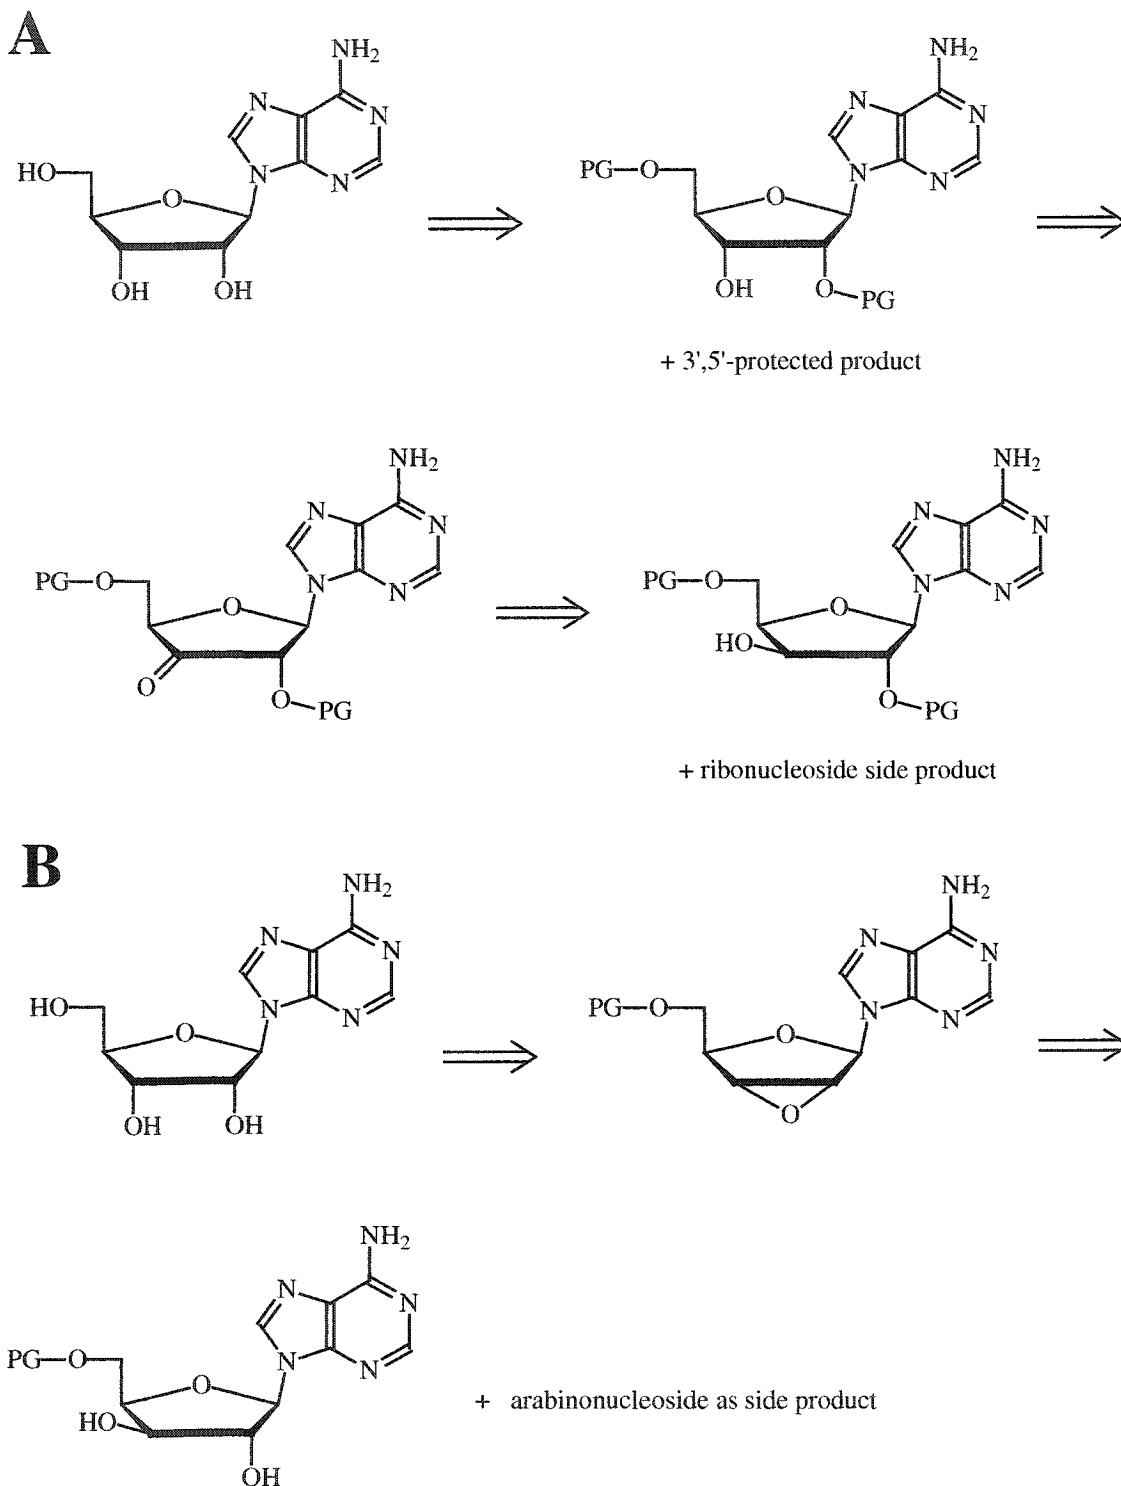 A
NH2
N
N
N
N
HO
O
OH
OH
NH2
N
N
N
N
PG—O
O
OH
O—PG
+ 3',5'-protected product
NH2
N
N
N
N
PG—O
O
O
O—PG
NH2
N
N
N
N
PG—O
O
HO
O—PG
+ ribonucleoside side product
B
NH2
N
N
N
N
HO
O
OH
OH
NH2
N
N
N
N
PG—O
O
O
NH2
N
N
N
N
PG—O
O
HO
OH
+ arabinonucleoside as side product